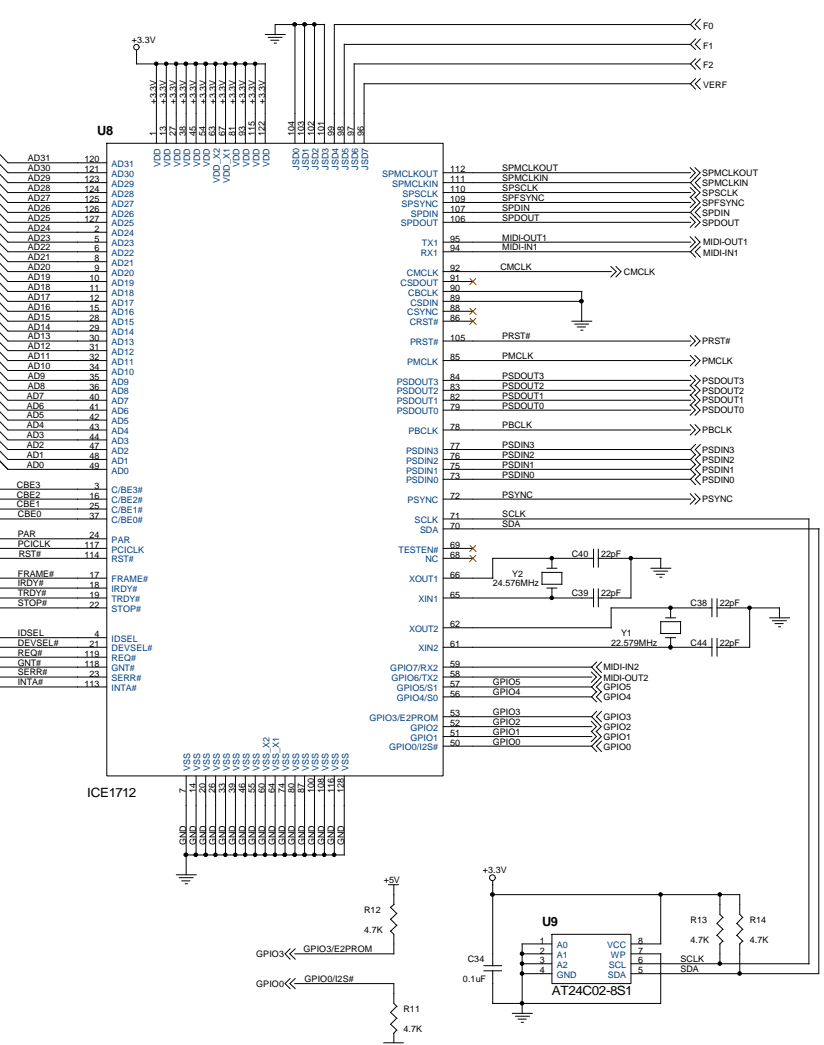 F0
F1
F2
VERF
+3.3V
U8
+3.3V +3.3V +3.3V +3.3V +3.3V +3.3V +3.3V +3.3V +3.3V +3.3V +3.3V +3.3V
1 13 27 38 45 54 63 67 81 93 115 122
VDD VDD VDD VDD VDD VDD VDD_X2 VDD_X1 VDD VDD VDD VDD
104 103 102 101 99 98 97 96
JSD0 JSD1 JSD2 JSD3 JSD4 JSD5 JSD6 JSD7
AD31 120 AD31
AD30 121 AD30
AD29 123 AD29
AD28 124 AD28
AD27 125 AD27
AD26 126 AD26
AD25 127 AD25
AD24 2 AD24
AD23 5 AD23
AD22 6 AD22
AD21 8 AD21
AD20 9 AD20
AD19 10 AD19
AD18 11 AD18
AD17 12 AD17
AD16 15 AD16
AD15 28 AD15
AD14 29 AD14
AD13 30 AD13
AD12 31 AD12
AD11 32 AD11
AD10 34 AD10
AD9 35 AD9
AD8 36 AD8
AD7 40 AD7
AD6 41 AD6
AD5 42 AD5
AD4 43 AD4
AD3 44 AD3
AD2 47 AD2
AD1 48 AD1
AD0 49 AD0
CBE3 3 C/BE3#
CBE2 16 C/BE2#
CBE1 25 C/BE1#
CBE0 37 C/BE0#
PAR 24 PAR
PCICLK 117 PCICLK
RST# 114 RST#
FRAME# 17 FRAME#
IRDY# 18 IRDY#
TRDY# 19 TRDY#
STOP# 22 STOP#
IDSEL 4 IDSEL
DEVSEL# 21 DEVSEL#
REQ# 119 REQ#
GNT# 118 GNT#
SERR# 23 SERR#
INTA# 113 INTA#
SPMCLKOUT 112 SPMCLKOUT SPMCLKOUT
SPMCLKIN 111 SPMCLKIN SPMCLKIN
SPSCLK 110 SPSCLK SPSCLK
SPSYNC 109 SPFSYNC SPFSYNC
SPDIN 107 SPDIN SPDIN
SPDOUT 106 SPDOUT SPDOUT
TX1 95 MIDI-OUT1 MIDI-OUT1
RX1 94 MIDI-IN1 MIDI-IN1
CMCLK 92 CMCLK CMCLK
CSDOUT 91
CBCLK 90
CSDIN 89
CSYNC 88
CRST# 86
PRST# 105 PRST# PRST#
PMCLK 85 PMCLK PMCLK
PSDOUT3 84 PSDOUT3 PSDOUT3
PSDOUT2 83 PSDOUT2 PSDOUT2
PSDOUT1 82 PSDOUT1 PSDOUT1
PSDOUT0 79 PSDOUT0 PSDOUT0
PBCLK 78 PBCLK PBCLK
PSDIN3 77 PSDIN3 PSDIN3
PSDIN2 76 PSDIN2 PSDIN2
PSDIN1 75 PSDIN1 PSDIN1
PSDIN0 73 PSDIN0 PSDIN0
PSYNC 72 PSYNC PSYNC
SCLK 71 SCLK
SDA 70 SDA
TESTEN# 69
NC 68
XOUT1 66
XIN1 65
XOUT2 62
XIN2 61
C40 22pF
Y2
24.576MHz
C39 22pF
C38 22pF
Y1
22.579MHz
C44 22pF
GPIO7/RX2 59 MIDI-IN2
GPIO6/TX2 58 MIDI-OUT2
GPIO5/S1 57 GPIO5 GPIO5
GPIO4/S0 56 GPIO4 GPIO4
GPIO3/E2PROM 53 GPIO3 GPIO3
GPIO2 52 GPIO2 GPIO2
GPIO1 51 GPIO1 GPIO1
GPIO0/I2S# 50 GPIO0 GPIO0
VSS VSS VSS VSS VSS VSS VSS VSS VSS_X2 VSS_X1 VSS VSS VSS VSS VSS VSS VSS
7 14 20 26 33 39 46 55 60 64 74 80 87 100 108 116 128
GND GND GND GND GND GND GND GND GND GND GND GND GND GND GND GND GND
ICE1712
+5V
R12
4.7K
GPIO3 GPIO3/E2PROM
GPIO0 GPIO0/I2S#
R11
4.7K
+3.3V
C34
0.1uF
U9
1 A0 VCC 8
2 A1 WP 7
3 A2 SCL 6 SCLK
4 GND SDA 5 SDA
AT24C02-8S1
R13
4.7K
R14
4.7K